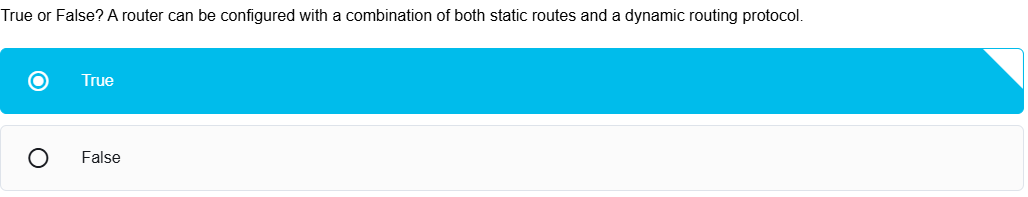 True or False? A router can be configured with a combination of both static routes and a dynamic routing protocol.
True
False